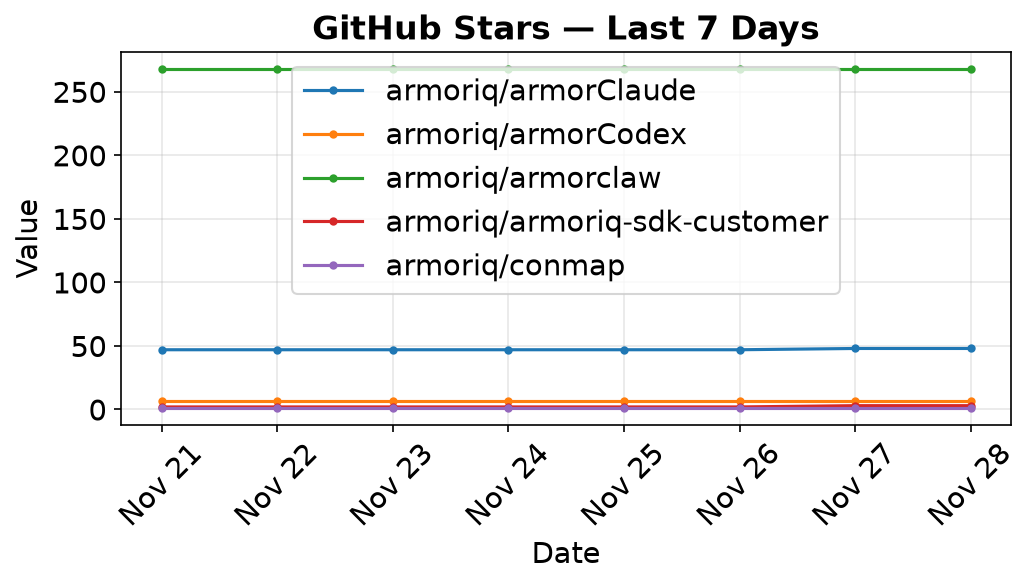 GitHub Stars — Last 7 Days
armoriq/armorClaude
armoriq/armorCodex
armoriq/armorclaw
armoriq/armoriq-sdk-customer
armoriq/conmap
Value
250
200
150
100
50
0
Nov 21
Nov 22
Nov 23
Nov 24
Nov 25
Nov 26
Nov 27
Nov 28
Date